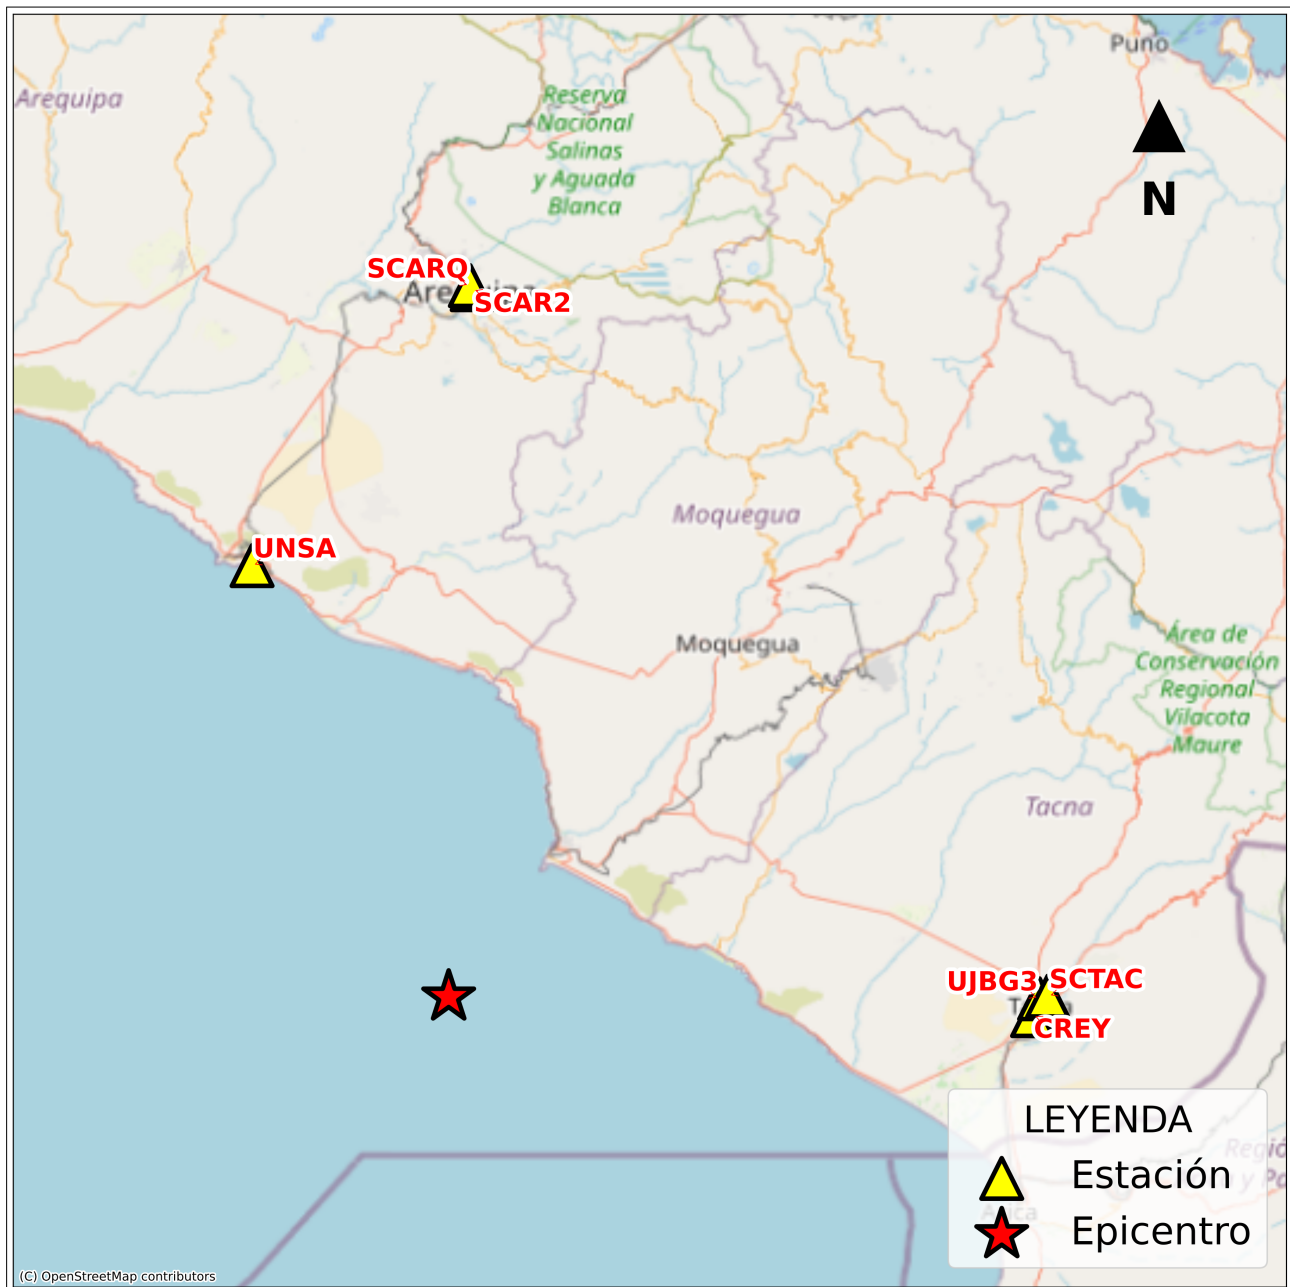 Puno
Arequipa
Reserva
Nacional
Salinas
y Aguada
Blanca
N
SCARQ
SCAR2
Moquegua
UNSA
Moquegua
Área de
Conservación
Regional
Vilacota
Maure
Tacna
UJBG3
SCTAC
CREY
LEYENDA
Estación
Epicentro
(C) OpenStreetMap contributors